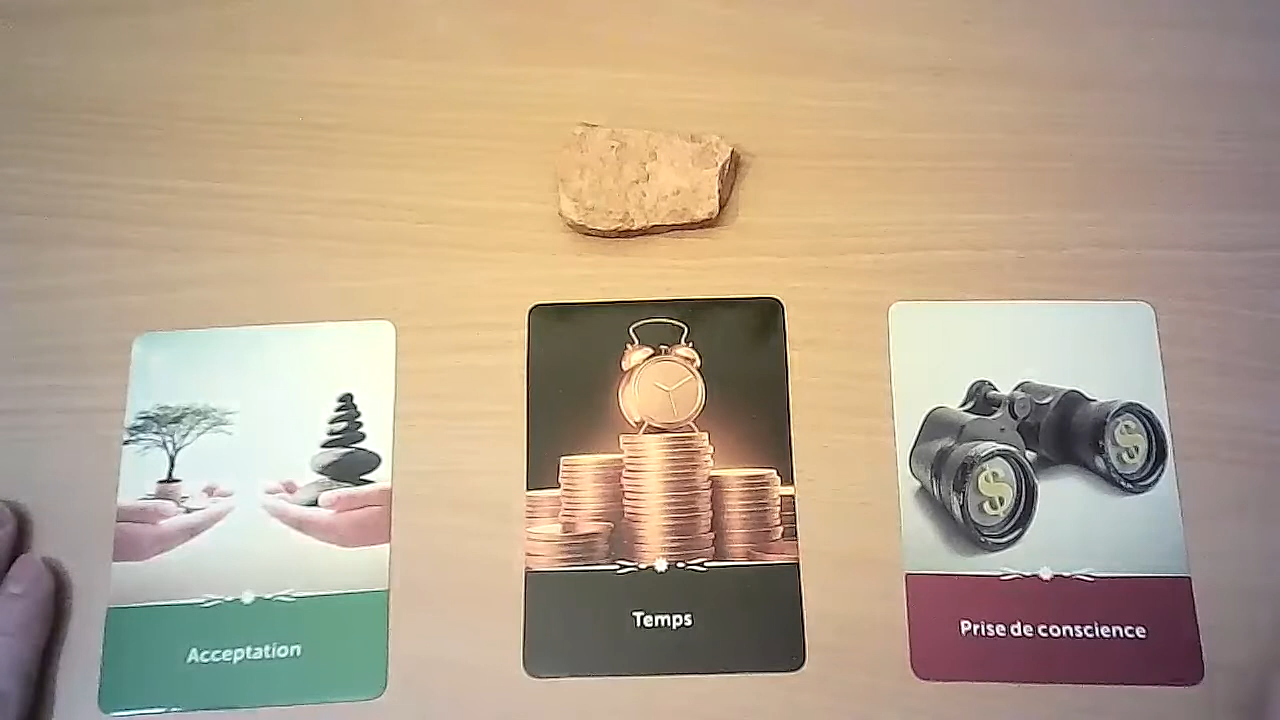 Acceptation
Temps
Prise de conscience
$ $